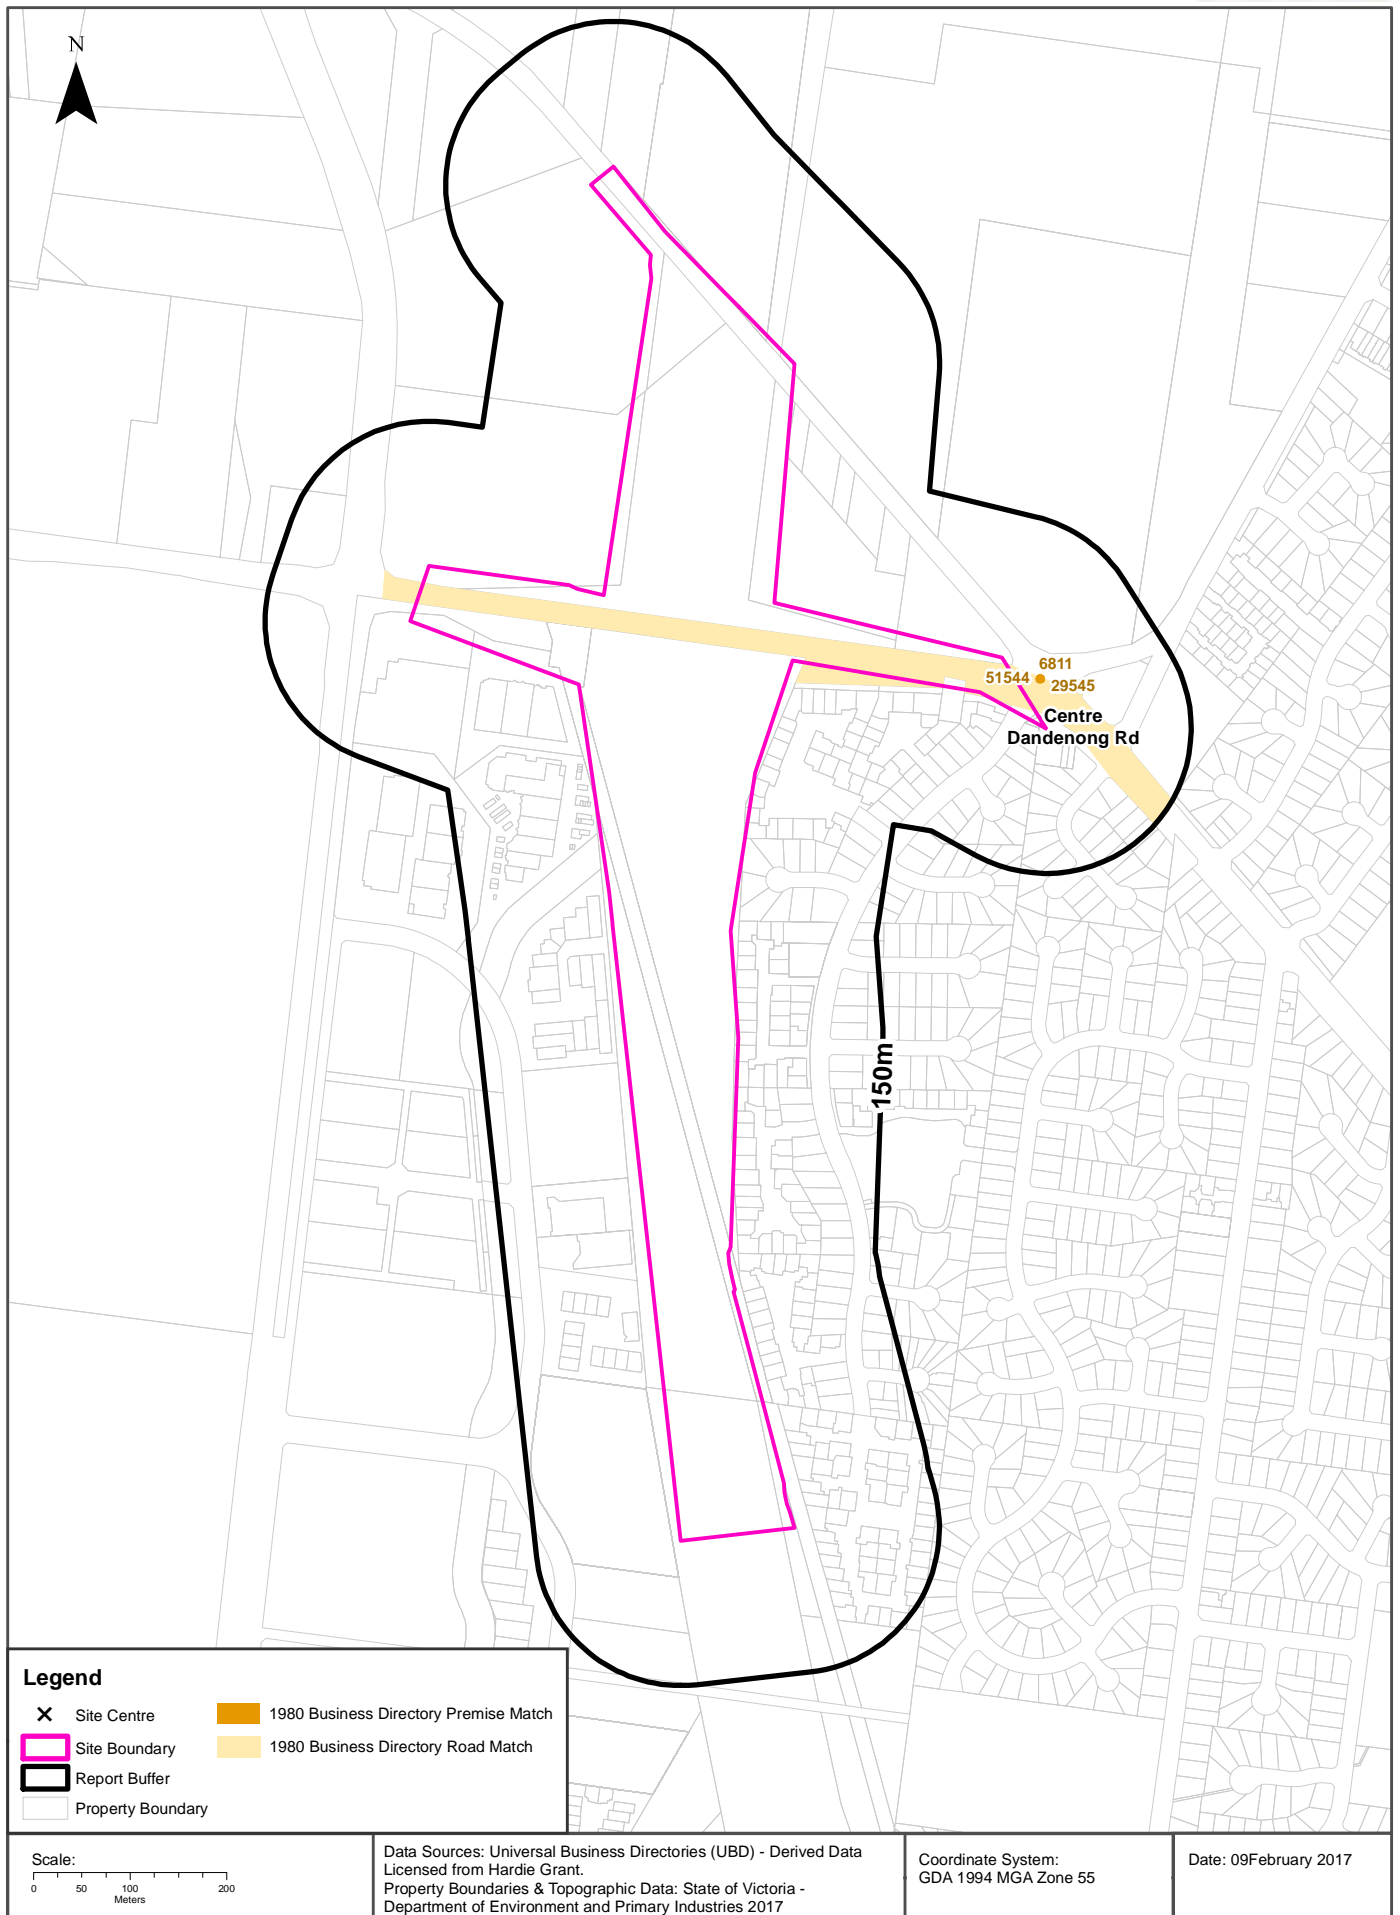 N
6811
51544
29545
Centre
Dandenong Rd
150m
Legend
Site Centre
1980 Business Directory Premise Match
Site Boundary
1980 Business Directory Road Match
Report Buffer
Property Boundary
Scale:
0 50 100 200
Meters
Data Sources: Universal Business Directories (UBD) - Derived Data
Licensed from Hardie Grant.
Property Boundaries & Topographic Data: State of Victoria -
Department of Environment and Primary Industries 2017
Coordinate System:
GDA 1994 MGA Zone 55
Date: 09February 2017